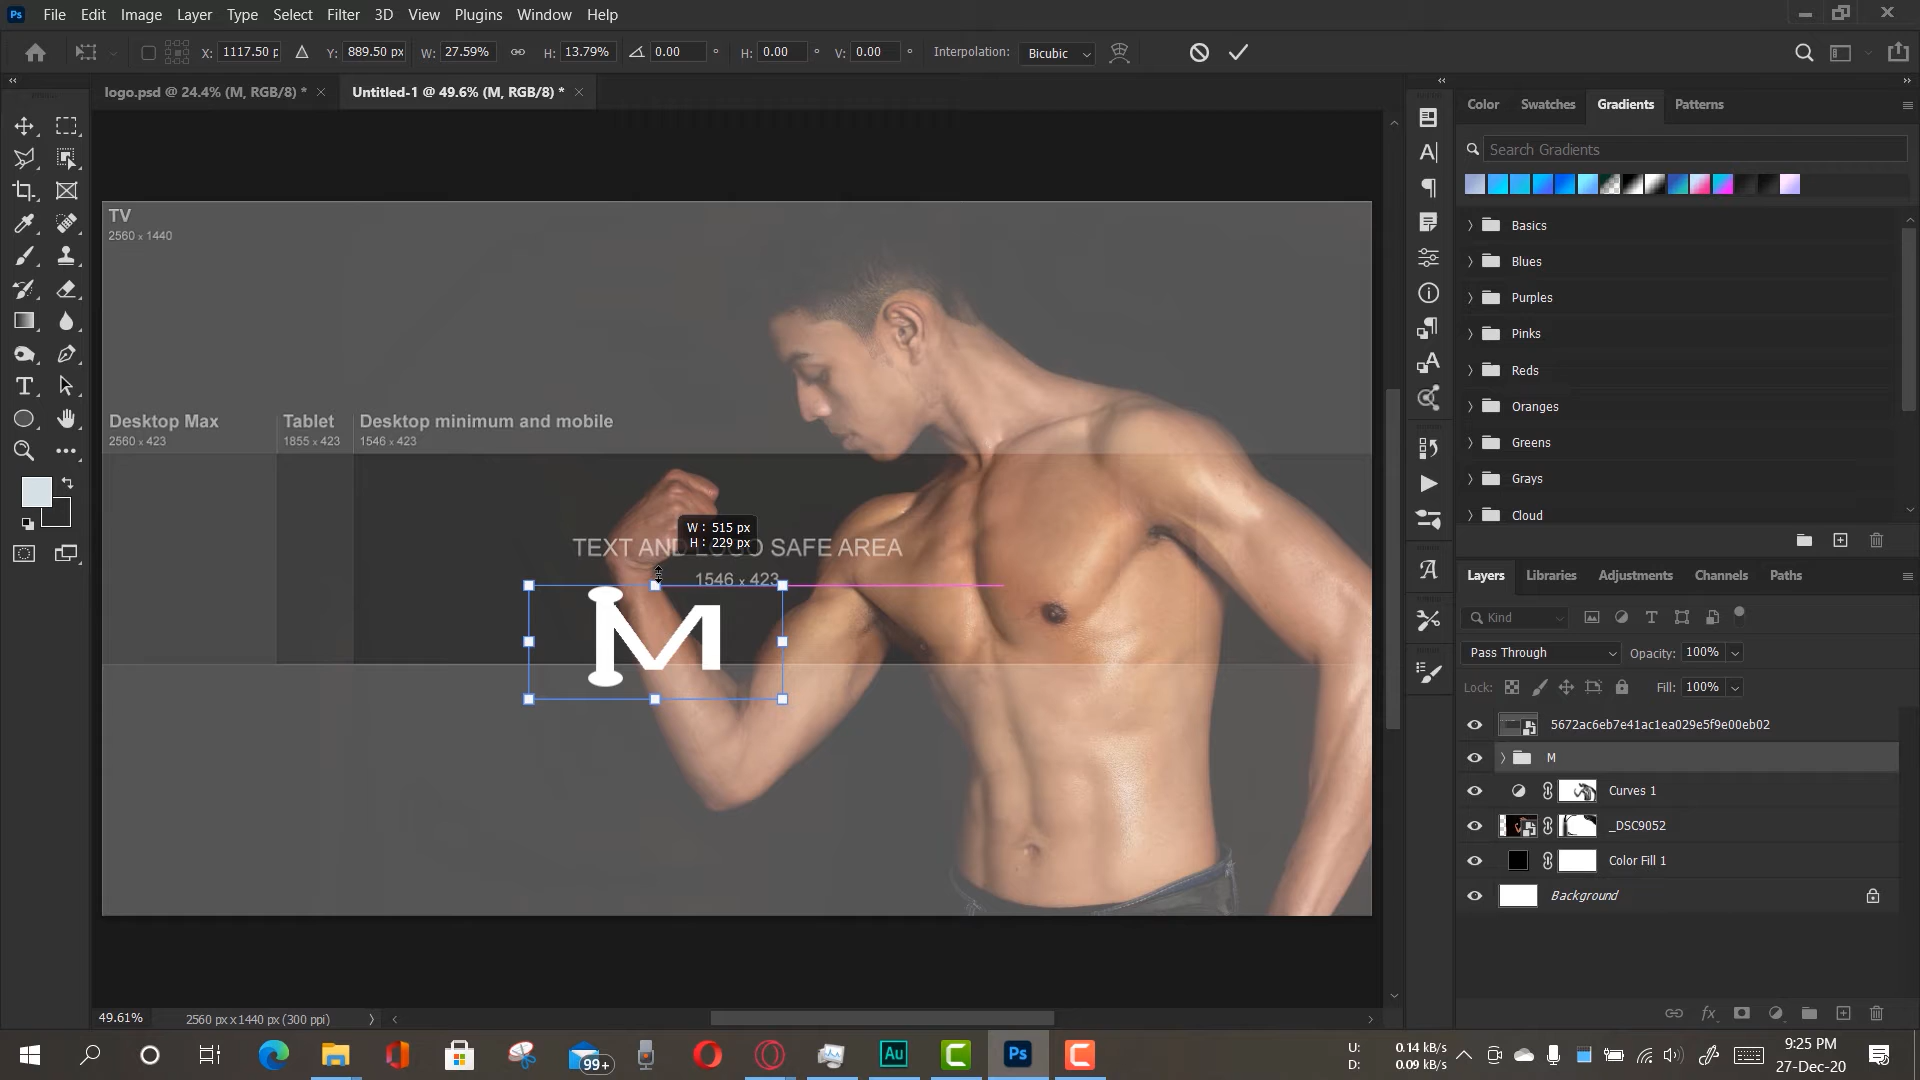 Ps File Edit Image Layer Type Select Filter 3D View Plugins Window Help
X: 1117.50 p Y: 889.50 px W: 27.59% H: 13.79% 0.00 ° H: 0.00 ° V: 0.00 ° Interpolation: Bicubic
logo.psd @ 24.4% (M, RGB/8) * × Untitled-1 @ 49.6% (M, RGB/8) * ×
Color Swatches Gradients Patterns
Search Gradients
Basics
Blues
Purples
Pinks
Reds
Oranges
Greens
Grays
Cloud
TV
2560 x 1440
Desktop Max
2560 x 423
Tablet
1855 x 423
Desktop minimum and mobile
1546 x 423
W: 515 px
H: 229 px
TEXT AND LOGO SAFE AREA
1546 x 423
M
Layers Libraries Adjustments Channels Paths
Kind
Pass Through Opacity: 100%
Lock: Fill: 100%
5672ac6eb7e41ac1ea029e5f9e00eb02
M
Curves 1
_DSC9052
Color Fill 1
Background
fx
49.61% 2560 px x 1440 px (300 ppi)
99+ Au Ps
U: 0.14 kB/s
D: 0.09 kB/s
9:25 PM
27-Dec-20